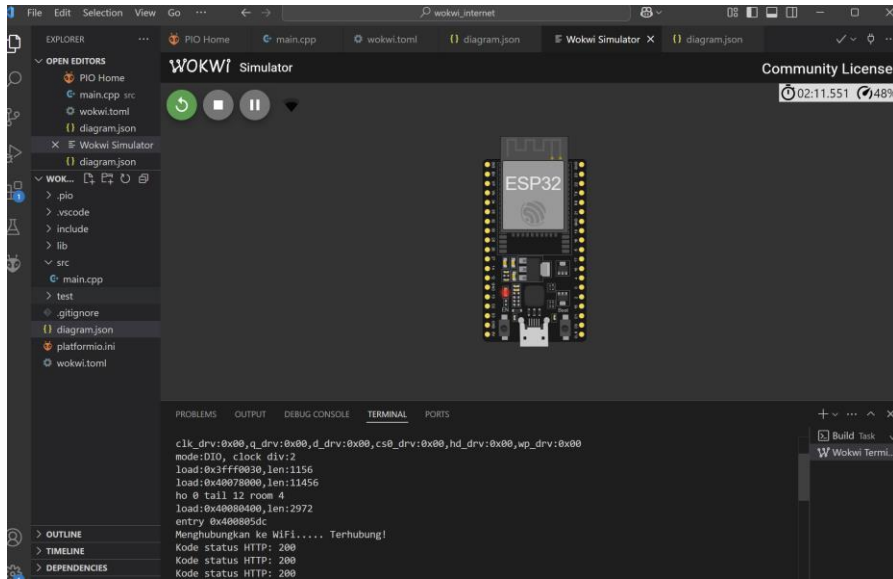 File Edit Selection View Go ... wokwi_internet
EXPLORER ...
OPEN EDITORS
PIO Home
main.cpp src
wokwi.toml
diagram.json
Wokwi Simulator
diagram.json
WOK...
.pio
.vscode
include
lib
src
main.cpp
test
.gitignore
diagram.json
platformio.ini
wokwi.toml
OUTLINE
TIMELINE
DEPENDENCIES
PIO Home main.cpp wokwi.toml diagram.json Wokwi Simulator diagram.json
WOKWI Simulator
Community License
02:11.551 48%
ESP32
EN Boot
PROBLEMS OUTPUT DEBUG CONSOLE TERMINAL PORTS
clk_drv:0x00,q_drv:0x00,d_drv:0x00,cs0_drv:0x00,hd_drv:0x00,wp_drv:0x00
mode:DIO, clock div:2
load:0x3fff0030,len:1156
load:0x40078000,len:11456
ho 0 tail 12 room 4
load:0x40080400,len:2972
entry 0x400805dc
Menghubungkan ke WiFi..... Terhubung!
Kode status HTTP: 200
Kode status HTTP: 200
Kode status HTTP: 200
Build Task
Wokwi Termi...
1